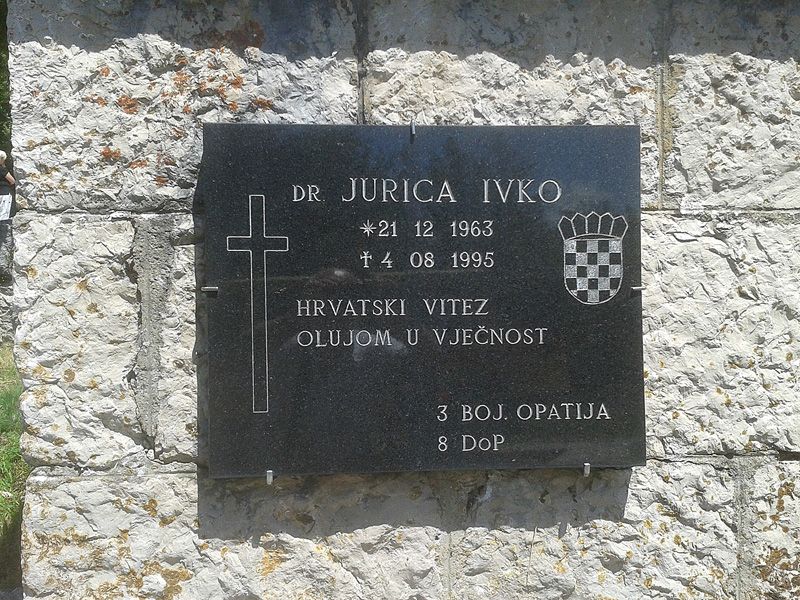 DR. JURICA IVKO
*21 12 1963
†4 08 1995
HRVATSKI VITEZ
OLUJOM U VJEČNOST
3 BOJ. OPATIJA
8 DoP